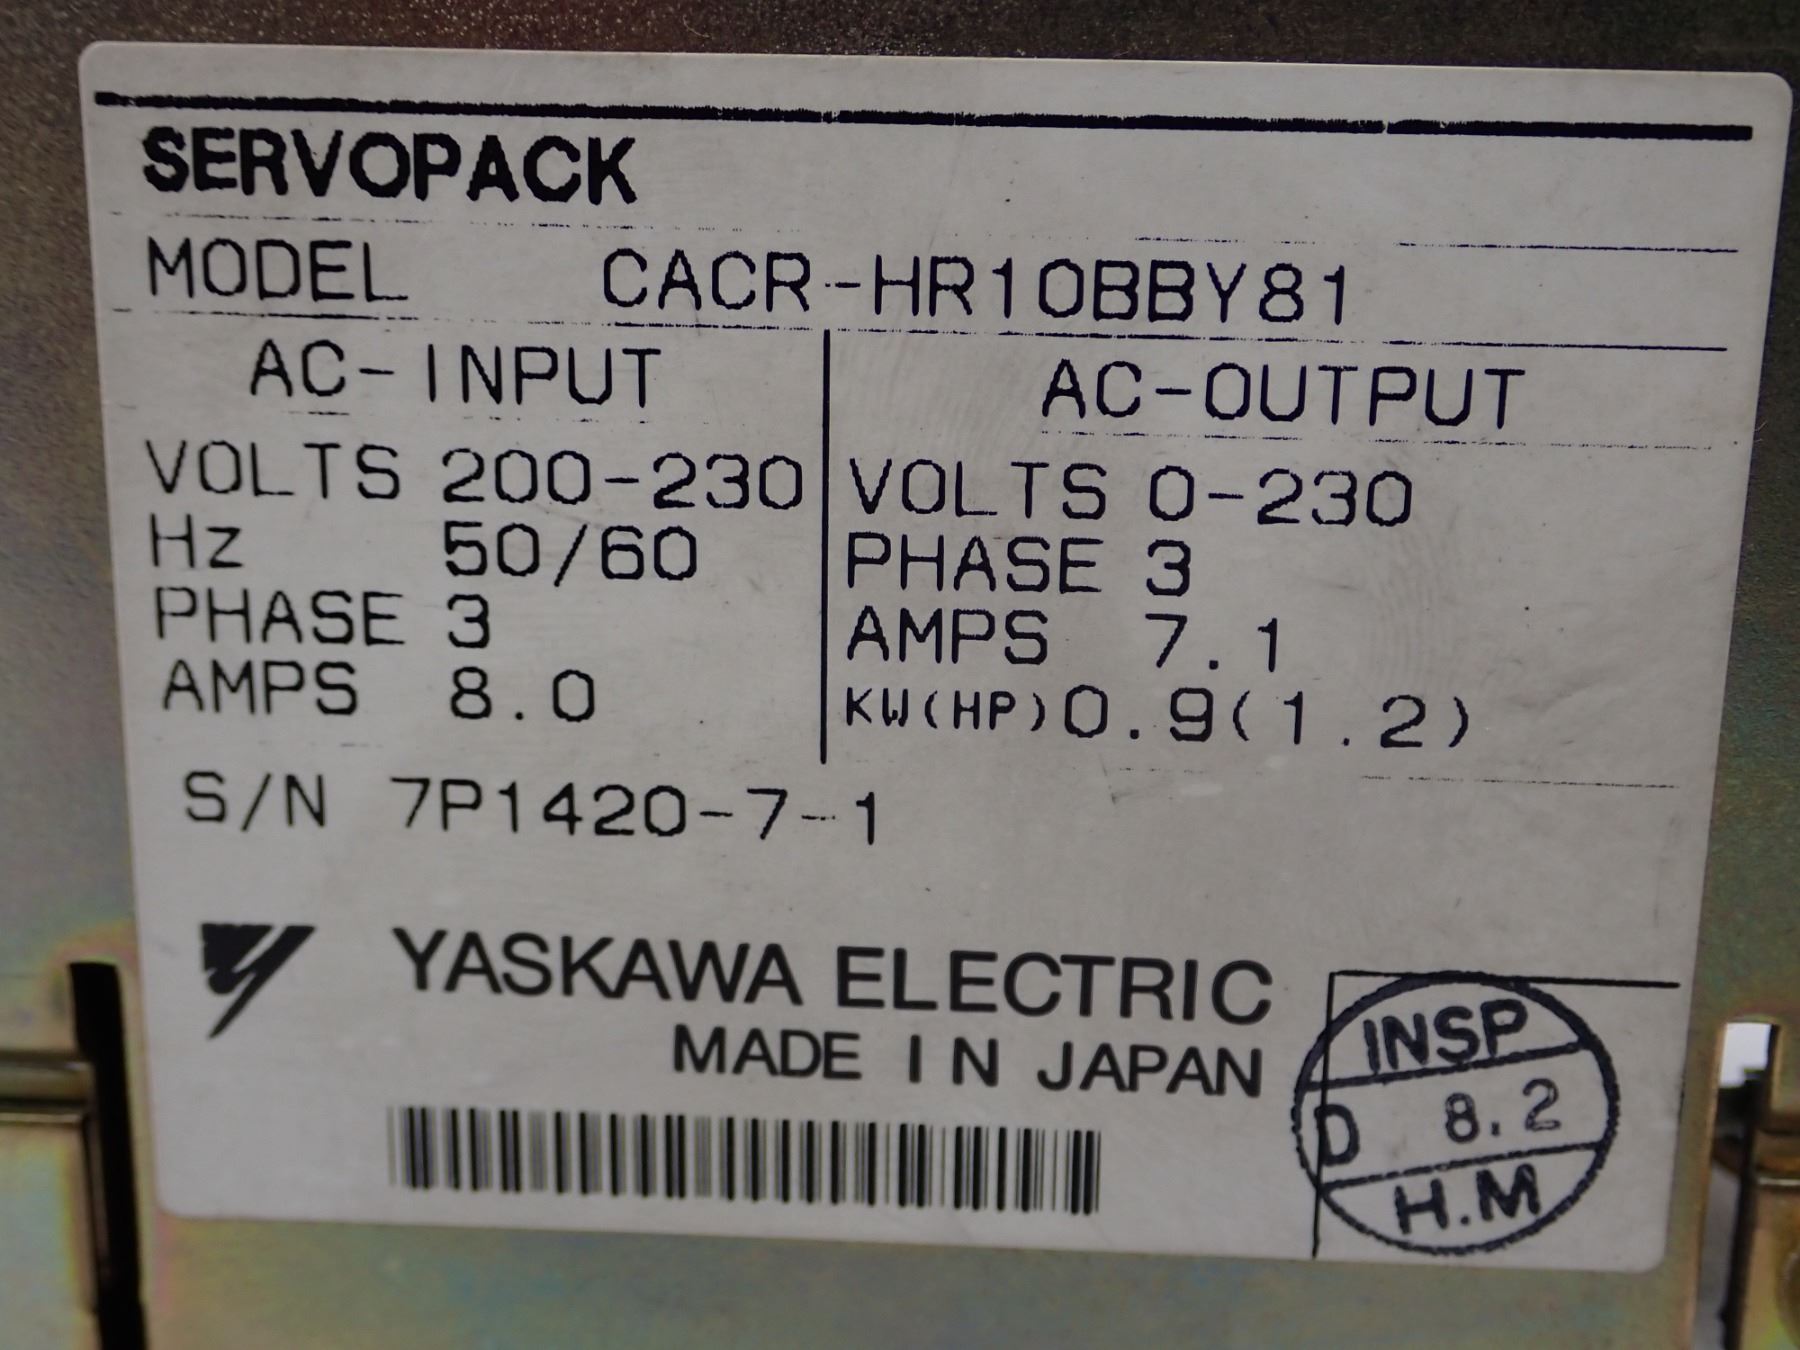 SERVOPACK
MODEL CACR-HR10BBY81
AC-INPUT AC-OUTPUT
VOLTS 200-230 VOLTS 0-230
Hz 50/60 PHASE 3
PHASE 3 AMPS 7.1
AMPS 8.0 KW(HP) 0.9(1.2)
S/N 7P1420-7-1
YASKAWA ELECTRIC
MADE IN JAPAN
INSP
D 8.2
H.M